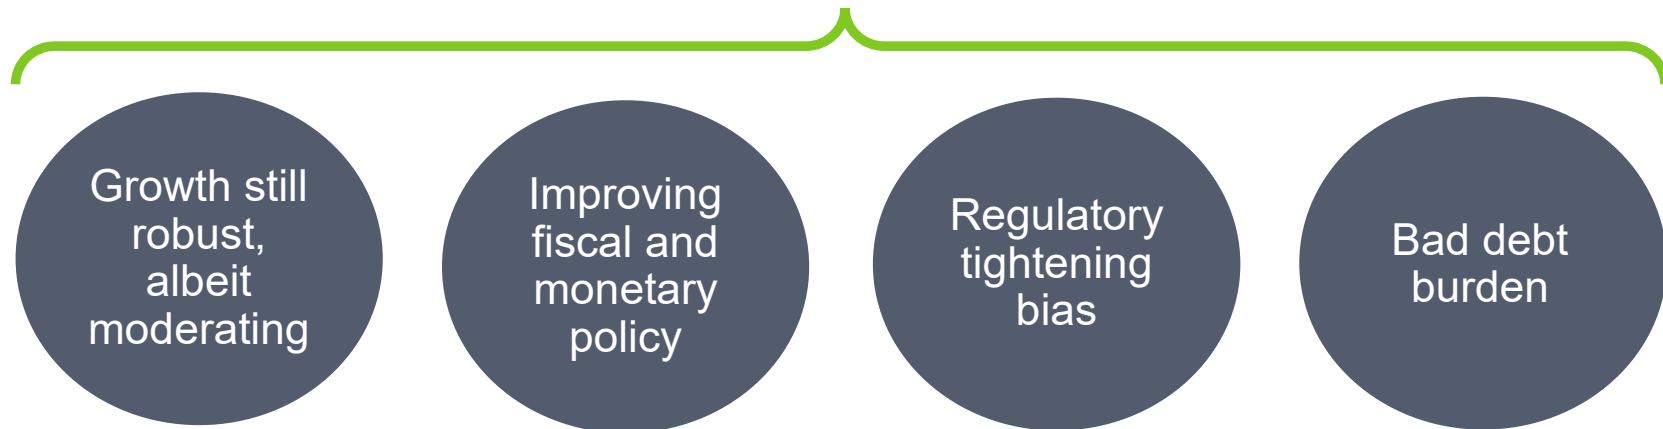 Growth still
robust,
albeit
moderating
Improving
fiscal and
monetary
policy
Regulatory
tightening
bias
Bad debt
burden